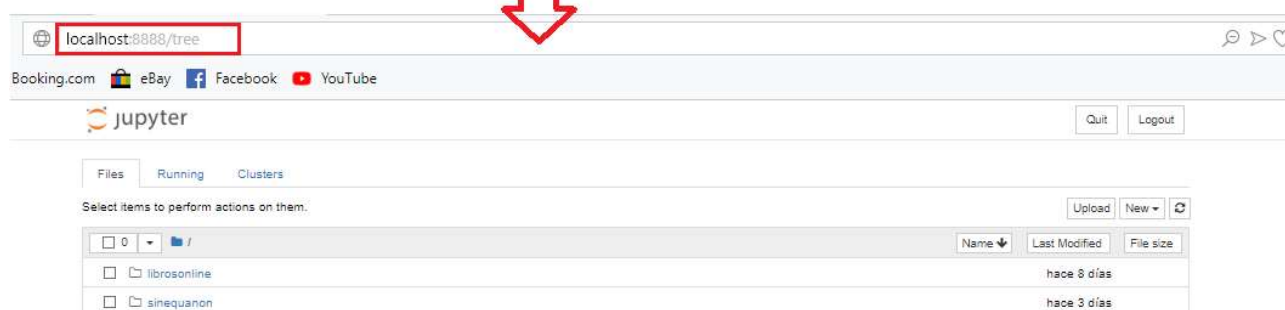 localhost:8888/tree
Booking.com eBay Facebook YouTube
jupyter Quit Logout
Files Running Clusters
Select items to perform actions on them. Upload New
0 / Name Last Modified File size
librosonline hace 8 días
sinequanon hace 3 días